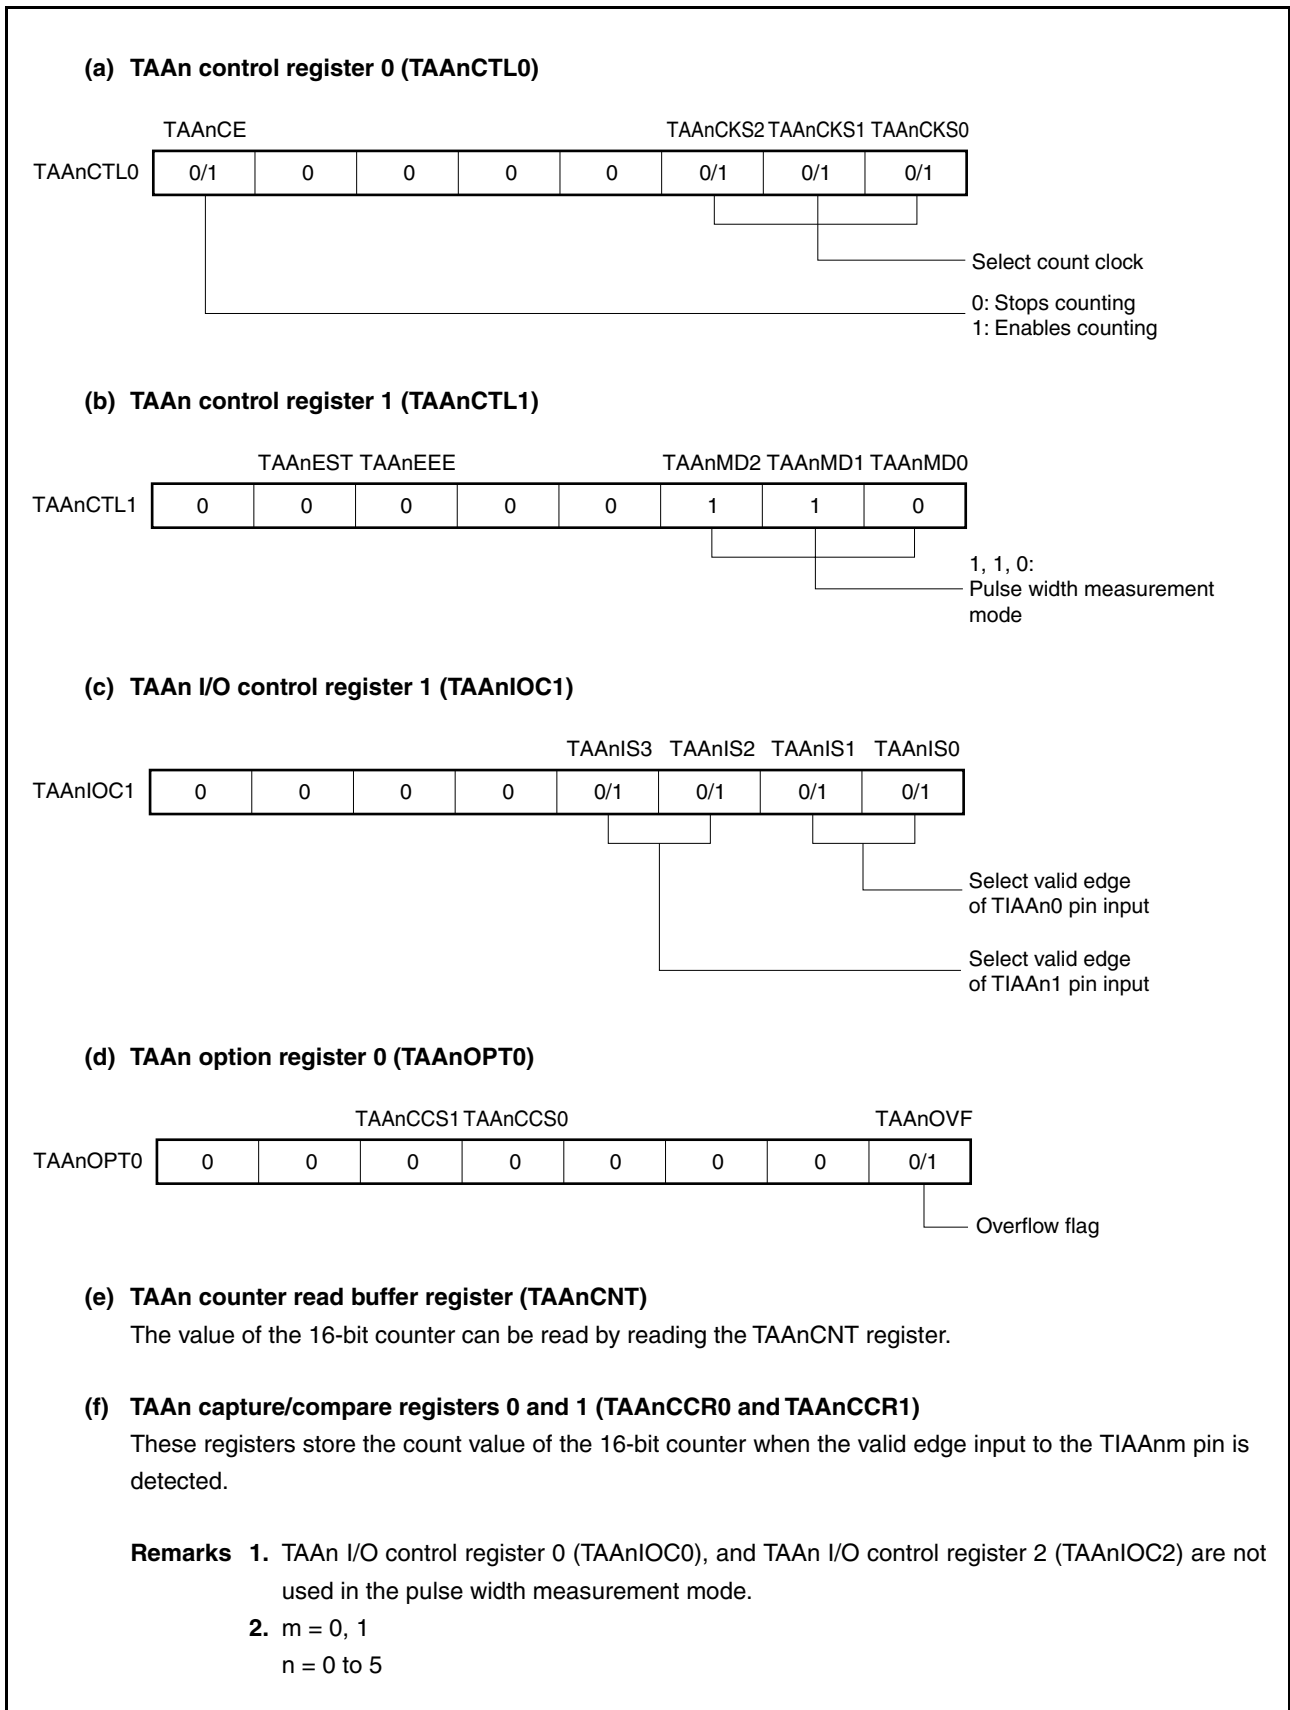 (a) TAAn control register 0 (TAAnCTL0)
TAAnCE TAAnCKS2 TAAnCKS1 TAAnCKS0
TAAnCTL0 0/1 0 0 0 0 0/1 0/1 0/1
Select count clock
0: Stops counting
1: Enables counting
(b) TAAn control register 1 (TAAnCTL1)
TAAnEST TAAnEEE TAAnMD2 TAAnMD1 TAAnMD0
TAAnCTL1 0 0 0 0 0 1 1 0
1, 1, 0:
Pulse width measurement
mode
(c) TAAn I/O control register 1 (TAAnIOC1)
TAAnIS3 TAAnIS2 TAAnIS1 TAAnIS0
TAAnIOC1 0 0 0 0 0/1 0/1 0/1 0/1
Select valid edge
of TIAAn0 pin input
Select valid edge
of TIAAn1 pin input
(d) TAAn option register 0 (TAAnOPT0)
TAAnCCS1 TAAnCCS0 TAAnOVF
TAAnOPT0 0 0 0 0 0 0 0 0/1
Overflow flag
(e) TAAn counter read buffer register (TAAnCNT)
The value of the 16-bit counter can be read by reading the TAAnCNT register.
(f) TAAn capture/compare registers 0 and 1 (TAAnCCR0 and TAAnCCR1)
These registers store the count value of the 16-bit counter when the valid edge input to the TIAAnm pin is
detected.
Remarks 1. TAAn I/O control register 0 (TAAnIOC0), and TAAn I/O control register 2 (TAAnIOC2) are not
used in the pulse width measurement mode.
2. m = 0, 1
n = 0 to 5